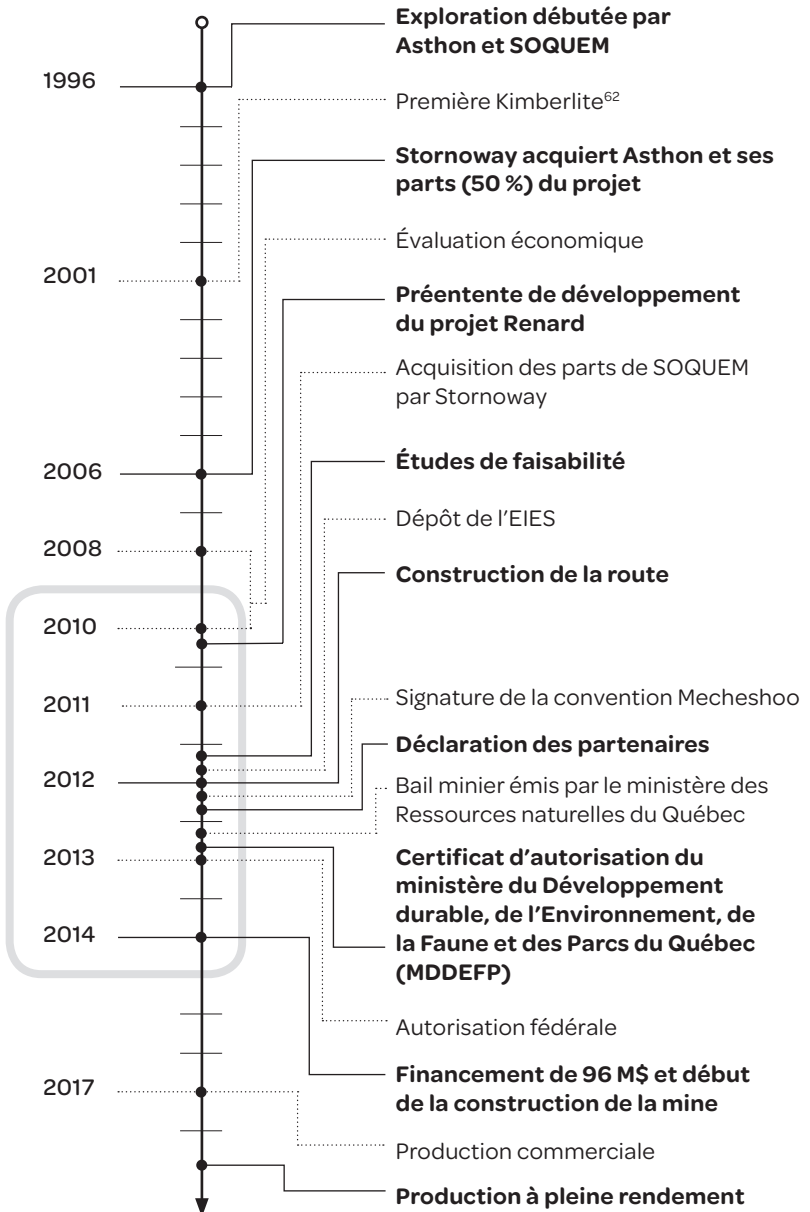 Exploration débutée par
Asthon et SOQUEM
1996
Première Kimberlite⁶²
Stornoway acquiert Asthon et ses
parts (50 %) du projet
Évaluation économique
2001
Préentente de développement
du projet Renard
Acquisition des parts de SOQUEM
par Stornoway
Études de faisabilité
2006
Dépôt de l’EIES
2008
Construction de la route
2010
Signature de la convention Mecheshoo
2011
Déclaration des partenaires
2012
Bail minier émis par le ministère des
Ressources naturelles du Québec
2013
Certificat d’autorisation du
ministère du Développement
durable, de l’Environnement, de
la Faune et des Parcs du Québec
(MDDEFP)
2014
Autorisation fédérale
Financement de 96 M$ et début
de la construction de la mine
2017
Production commerciale
Production à pleine rendement